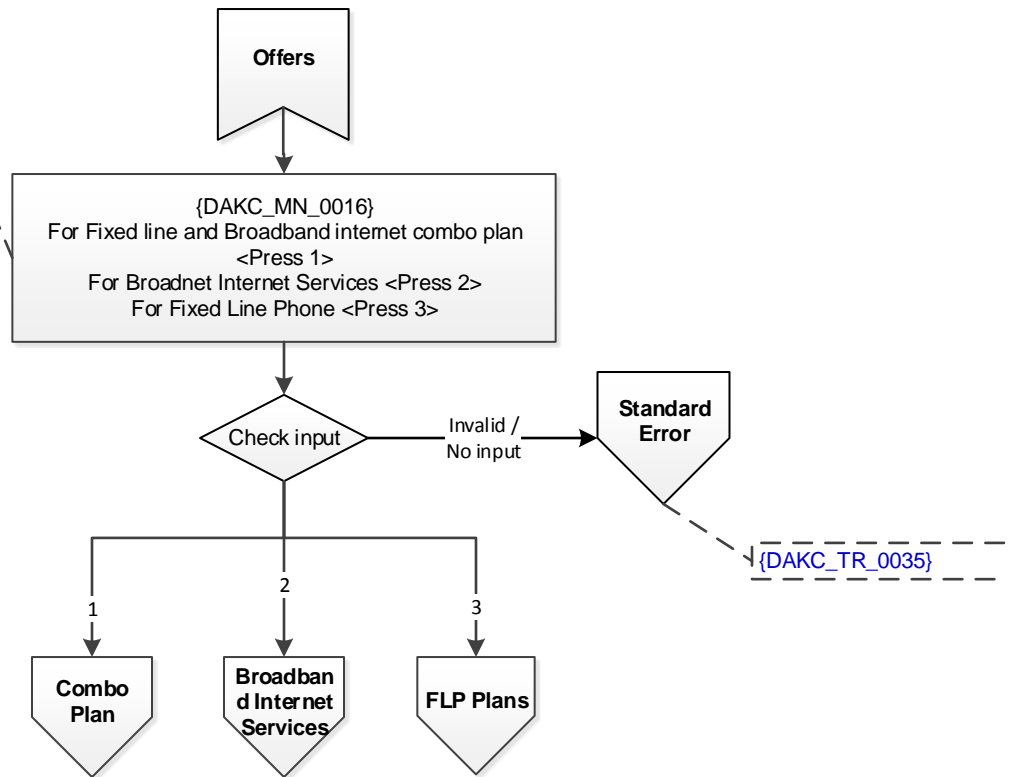 Offers
{DAKC_MN_0016}
For Fixed line and Broadband internet combo plan
<Press 1>
For Broadnet Internet Services <Press 2>
For Fixed Line Phone <Press 3>
Check input
Invalid /
No input
Standard
Error
{DAKC_TR_0035}
1
2
3
Combo
Plan
Broadban
d Internet
Services
FLP Plans